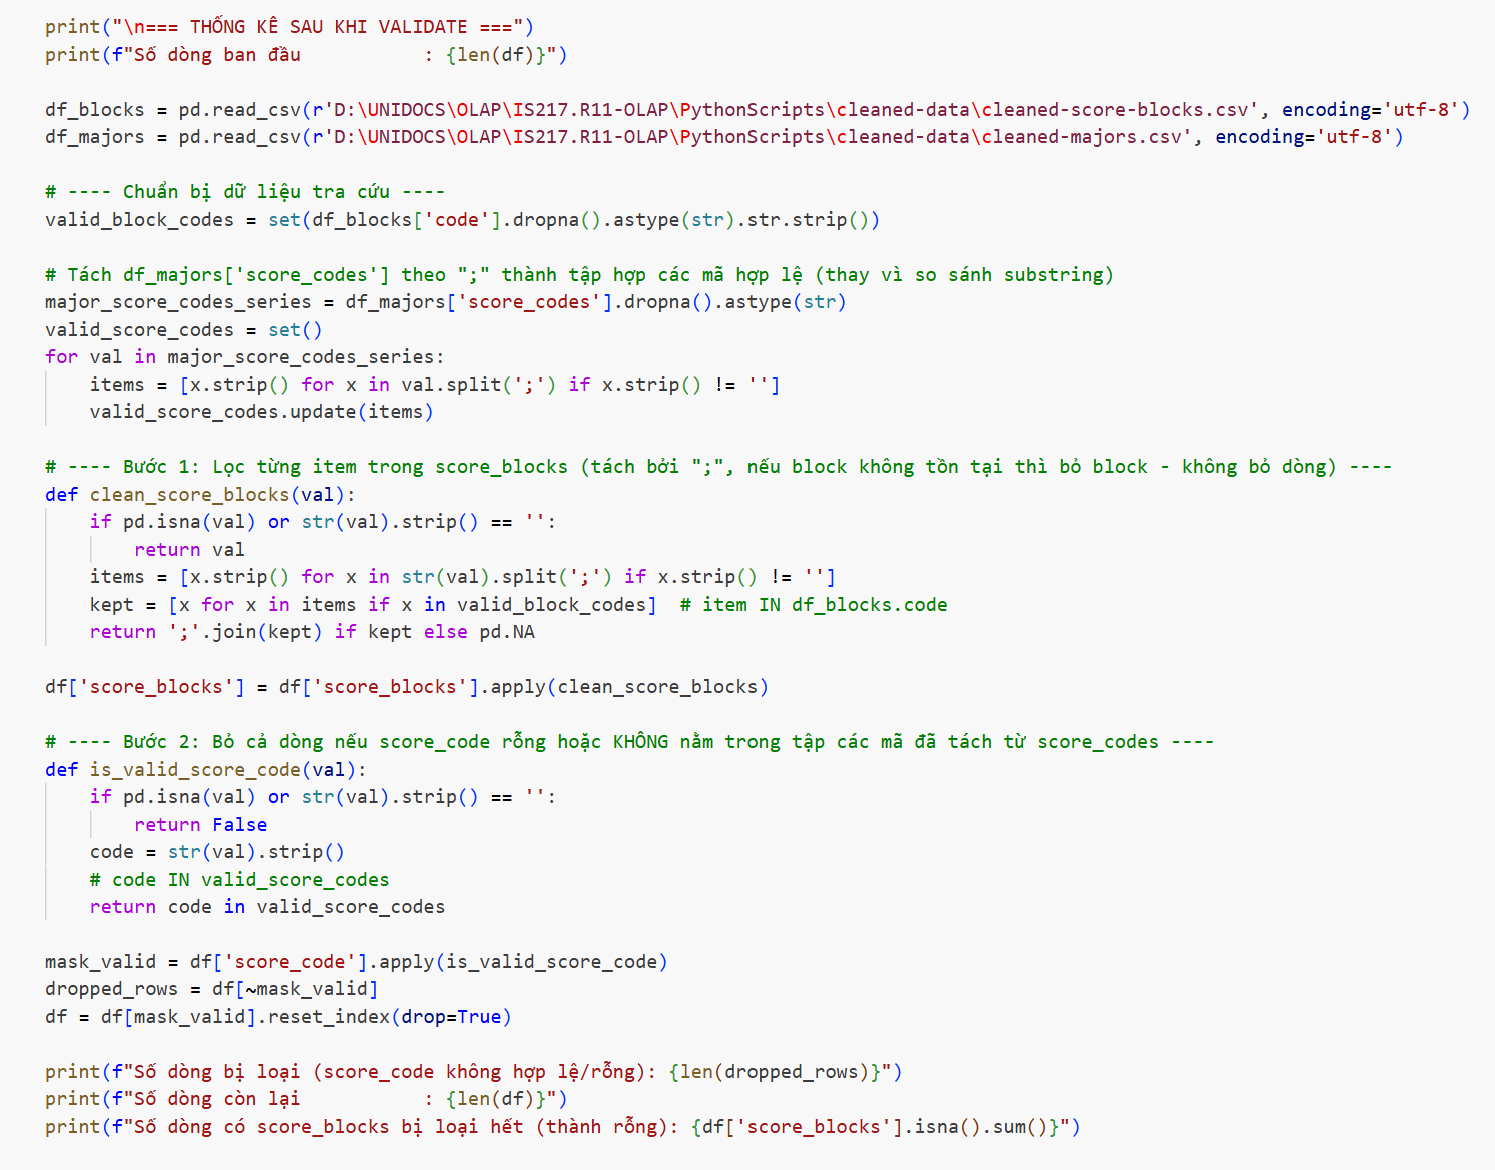 print("\n=== THỐNG KÊ SAU KHI VALIDATE ===")
print(f"Số dòng ban đầu           : {len(df)}")

df_blocks = pd.read_csv(r'D:\UNIDOCS\OLAP\IS217.R11-OLAP\PythonScripts\cleaned-data\cleaned-score-blocks.csv', encoding='utf-8')
df_majors = pd.read_csv(r'D:\UNIDOCS\OLAP\IS217.R11-OLAP\PythonScripts\cleaned-data\cleaned-majors.csv', encoding='utf-8')

# ---- Chuẩn bị dữ liệu tra cứu ----
valid_block_codes = set(df_blocks['code'].dropna().astype(str).str.strip())

# Tách df_majors['score_codes'] theo ";" thành tập hợp các mã hợp lệ (thay vì so sánh substring)
major_score_codes_series = df_majors['score_codes'].dropna().astype(str)
valid_score_codes = set()
for val in major_score_codes_series:
    items = [x.strip() for x in val.split(';') if x.strip() != '']
    valid_score_codes.update(items)

# ---- Bước 1: Lọc từng item trong score_blocks (tách bởi ";", nếu block không tồn tại thì bỏ block - không bỏ dòng) ----
def clean_score_blocks(val):
    if pd.isna(val) or str(val).strip() == '':
        return val
    items = [x.strip() for x in str(val).split(';') if x.strip() != '']
    kept = [x for x in items if x in valid_block_codes]  # item IN df_blocks.code
    return ';'.join(kept) if kept else pd.NA

df['score_blocks'] = df['score_blocks'].apply(clean_score_blocks)

# ---- Bước 2: Bỏ cả dòng nếu score_code rỗng hoặc KHÔNG nằm trong tập các mã đã tách từ score_codes ----
def is_valid_score_code(val):
    if pd.isna(val) or str(val).strip() == '':
        return False
    code = str(val).strip()
    # code IN valid_score_codes
    return code in valid_score_codes

mask_valid = df['score_code'].apply(is_valid_score_code)
dropped_rows = df[~mask_valid]
df = df[mask_valid].reset_index(drop=True)

print(f"Số dòng bị loại (score_code không hợp lệ/rỗng): {len(dropped_rows)}")
print(f"Số dòng còn lại           : {len(df)}")
print(f"Số dòng có score_blocks bị loại hết (thành rỗng): {df['score_blocks'].isna().sum()}")